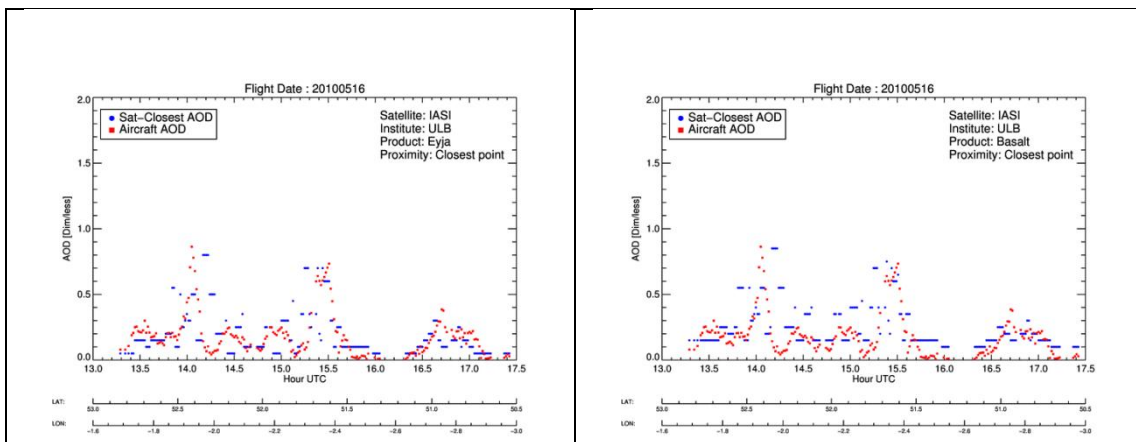 Flight Date : 20100516
2.0
Sat-Closest AOD
Aircraft AOD
Satellite: IASI
Institute: ULB
Product: Eyja
Proximity: Closest point
1.5
1.0
0.5
0.0
AOD [Dim/less]
13.0 13.5 14.0 14.5 15.0 15.5 16.0 16.5 17.0 17.5
Hour UTC
LAT:
53.0 52.5 52.0 51.5 51.0 50.5
LON:
-1.6 -1.8 -2.0 -2.2 -2.4 -2.6 -2.8 -3.0
Flight Date : 20100516
2.0
Sat-Closest AOD
Aircraft AOD
Satellite: IASI
Institute: ULB
Product: Basalt
Proximity: Closest point
1.5
1.0
0.5
0.0
AOD [Dim/less]
13.0 13.5 14.0 14.5 15.0 15.5 16.0 16.5 17.0 17.5
Hour UTC
LAT:
53.0 52.5 52.0 51.5 51.0 50.5
LON:
-1.6 -1.8 -2.0 -2.2 -2.4 -2.6 -2.8 -3.0